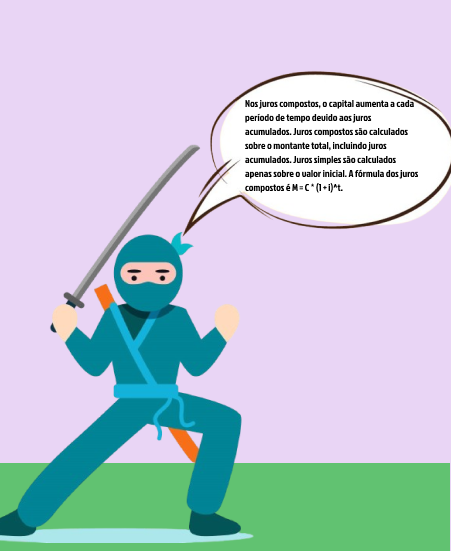 Nos juros compostos, o capital aumenta a cada
período de tempo devido aos juros
acumulados. Juros compostos são calculados
sobre o montante total, incluindo juros
acumulados. Juros simples são calculados
apenas sobre o valor inicial. A fórmula dos juros
compostos é M = C * (1 + i)^t.